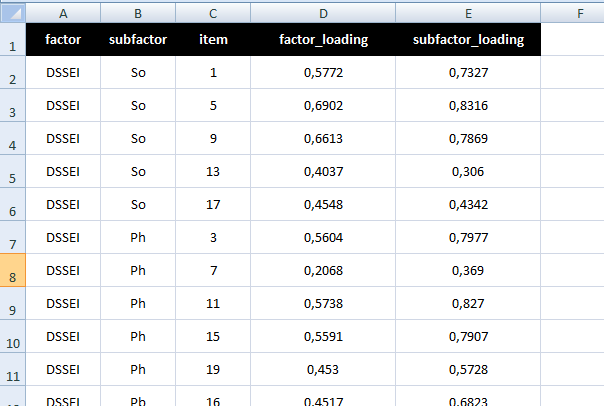 A B C D E F
1 factor subfactor item factor_loading subfactor_loading
2 DSSEI So 1 0,5772 0,7327
3 DSSEI So 5 0,6902 0,8316
4 DSSEI So 9 0,6613 0,7869
5 DSSEI So 13 0,4037 0,306
6 DSSEI So 17 0,4548 0,4342
7 DSSEI Ph 3 0,5604 0,7977
8 DSSEI Ph 7 0,2068 0,369
9 DSSEI Ph 11 0,5738 0,827
10 DSSEI Ph 15 0,5591 0,7907
11 DSSEI Ph 19 0,453 0,5728
DSSEI 16 0,4517 0,6823